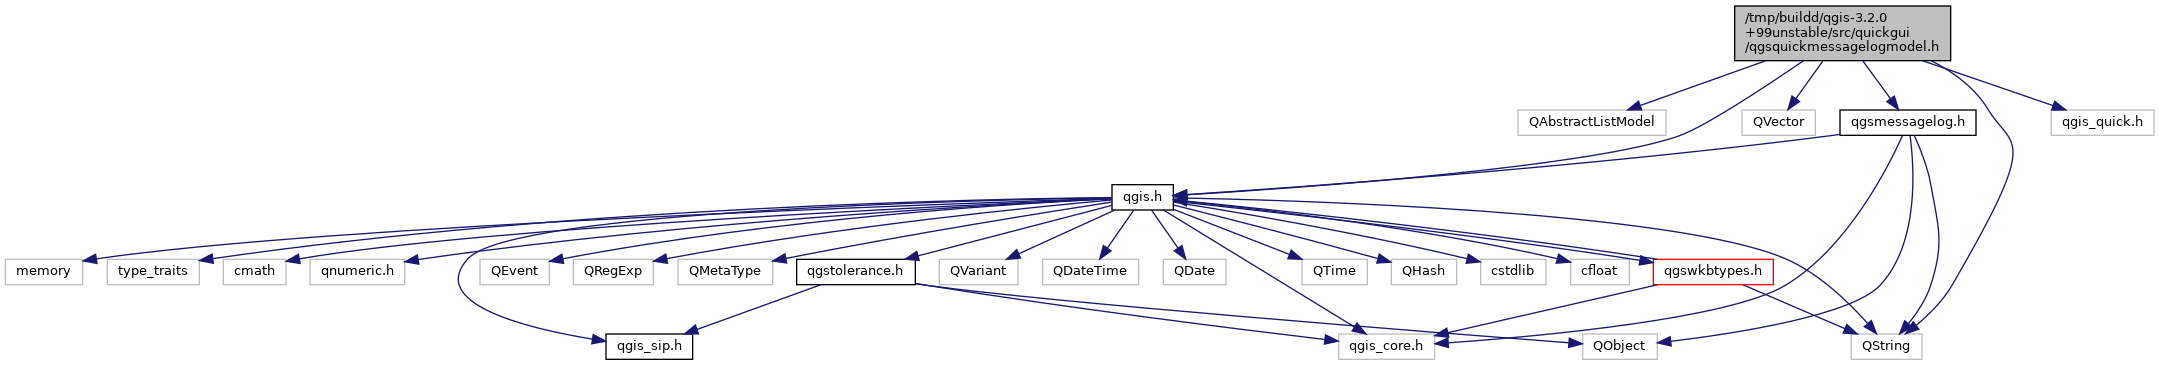 /tmp/buildd/qgis-3.2.0
+99unstable/src/quickgui
/qgsquickmessagelogmodel.h
QAbstractListModel
QVector
qgsmessagelog.h
qgis_quick.h
qgis.h
memory
type_traits
cmath
qnumeric.h
QEvent
QRegExp
QMetaType
qgstolerance.h
QVariant
QDateTime
QDate
QTime
QHash
cstdlib
cfloat
qgswkbtypes.h
qgis_sip.h
qgis_core.h
QObject
QString